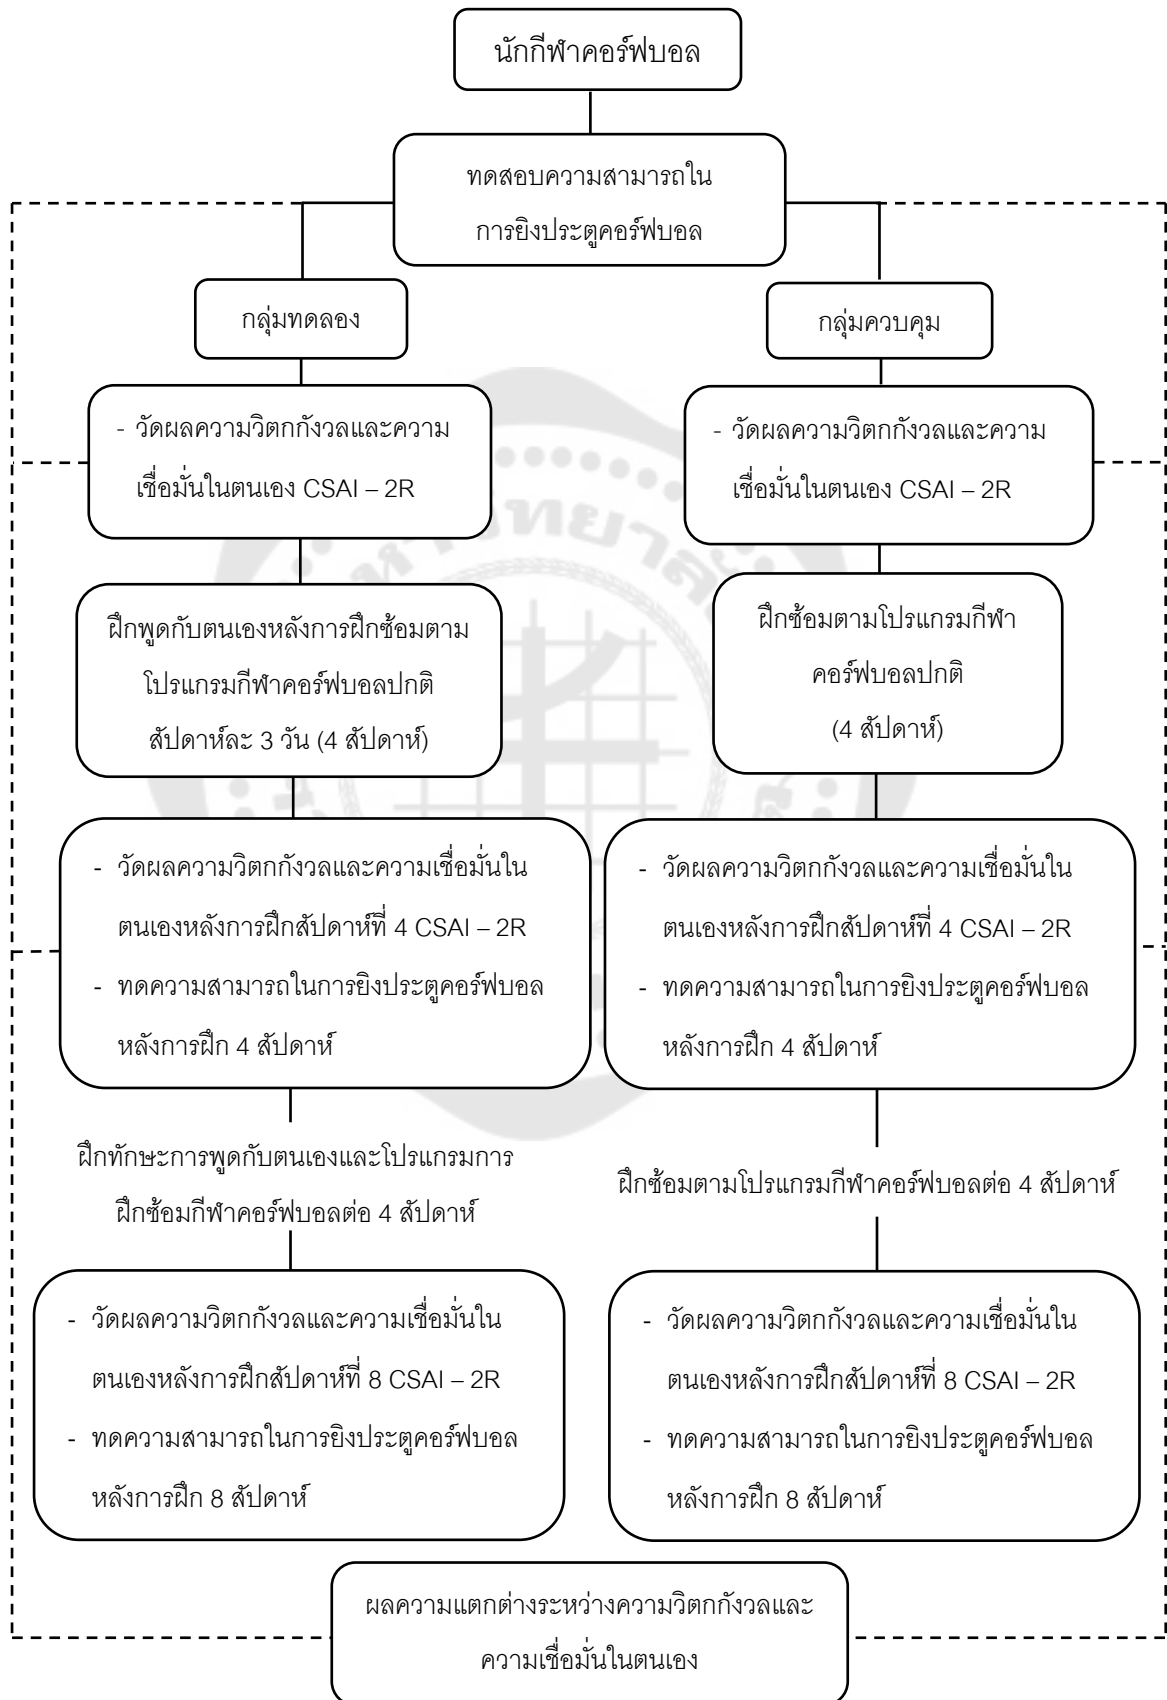 นักกีฬาคอร์ฟบอล
ทดสอบความสามารถใน
การยิงประตูคอร์ฟบอล
กลุ่มทดลอง
กลุ่มควบคุม
- วัดผลความวิตกกังวลและความ
เชื่อมั่นในตนเอง CSAI – 2R
- วัดผลความวิตกกังวลและความ
เชื่อมั่นในตนเอง CSAI – 2R
ฝึกพูดกับตนเองหลังการฝึกซ้อมตาม
โปรแกรมกีฬาคอร์ฟบอลปกติ
สัปดาห์ละ 3 วัน (4 สัปดาห์)
ฝึกซ้อมตามโปรแกรมกีฬา
คอร์ฟบอลปกติ
(4 สัปดาห์)
- วัดผลความวิตกกังวลและความเชื่อมั่นใน
ตนเองหลังการฝึกสัปดาห์ที่ 4 CSAI – 2R
- ทดความสามารถในการยิงประตูคอร์ฟบอล
หลังการฝึก 4 สัปดาห์
- วัดผลความวิตกกังวลและความเชื่อมั่นใน
ตนเองหลังการฝึกสัปดาห์ที่ 4 CSAI – 2R
- ทดความสามารถในการยิงประตูคอร์ฟบอล
หลังการฝึก 4 สัปดาห์
ฝึกทักษะการพูดกับตนเองและโปรแกรมการ
ฝึกซ้อมกีฬาคอร์ฟบอลต่อ 4 สัปดาห์
ฝึกซ้อมตามโปรแกรมกีฬาคอร์ฟบอลต่อ 4 สัปดาห์
- วัดผลความวิตกกังวลและความเชื่อมั่นใน
ตนเองหลังการฝึกสัปดาห์ที่ 8 CSAI – 2R
- ทดความสามารถในการยิงประตูคอร์ฟบอล
หลังการฝึก 8 สัปดาห์
- วัดผลความวิตกกังวลและความเชื่อมั่นใน
ตนเองหลังการฝึกสัปดาห์ที่ 8 CSAI – 2R
- ทดความสามารถในการยิงประตูคอร์ฟบอล
หลังการฝึก 8 สัปดาห์
ผลความแตกต่างระหว่างความวิตกกังวลและ
ความเชื่อมั่นในตนเอง